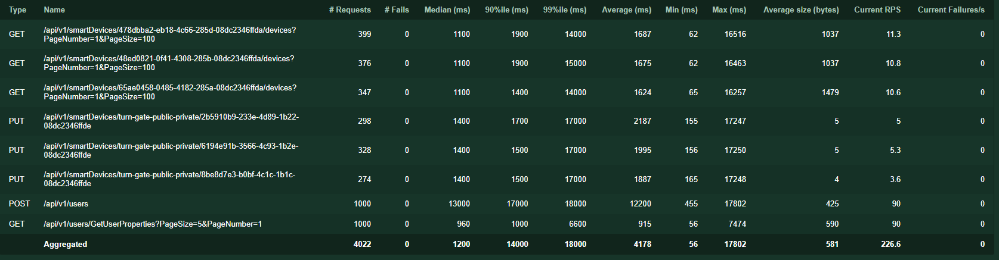 Type Name # Requests # Fails Median (ms) 90%ile (ms) 99%ile (ms) Average (ms) Min (ms) Max (ms) Average size (bytes) Current RPS Current Failures/s
GET /api/v1/smartDevices/478dbba2-eb18-4c66-285d-08dc2346ffda/devices?
PageNumber=1&PageSize=100 399 0 1100 1900 14000 1687 62 16516 1037 11.3 0
GET /api/v1/smartDevices/48ed0821-0f41-4308-285b-08dc2346ffda/devices?
PageNumber=1&PageSize=100 376 0 1100 1900 15000 1675 62 16463 1037 10.8 0
GET /api/v1/smartDevices/65ae0458-0485-4182-285a-08dc2346ffda/devices?
PageNumber=1&PageSize=100 347 0 1100 1400 14000 1624 65 16257 1479 10.6 0
PUT /api/v1/smartDevices/turn-gate-public-private/2b5910b9-233e-4d89-1b22-
08dc2346ffde 298 0 1400 1700 17000 2187 155 17247 5 5 0
PUT /api/v1/smartDevices/turn-gate-public-private/6194e91b-3566-4c93-1b2e-
08dc2346ffde 328 0 1400 1500 17000 1995 156 17250 5 5.3 0
PUT /api/v1/smartDevices/turn-gate-public-private/8be8d7e3-b0bf-4c1c-1b1c-
08dc2346ffde 274 0 1400 1500 17000 1887 165 17248 4 3.6 0
POST /api/v1/users 1000 0 13000 17000 18000 12200 455 17802 425 90 0
GET /api/v1/users/GetUserProperties?PageSize=5&PageNumber=1 1000 0 960 1000 6600 915 56 7474 590 90 0
Aggregated 4022 0 1200 14000 18000 4178 56 17802 581 226.6 0